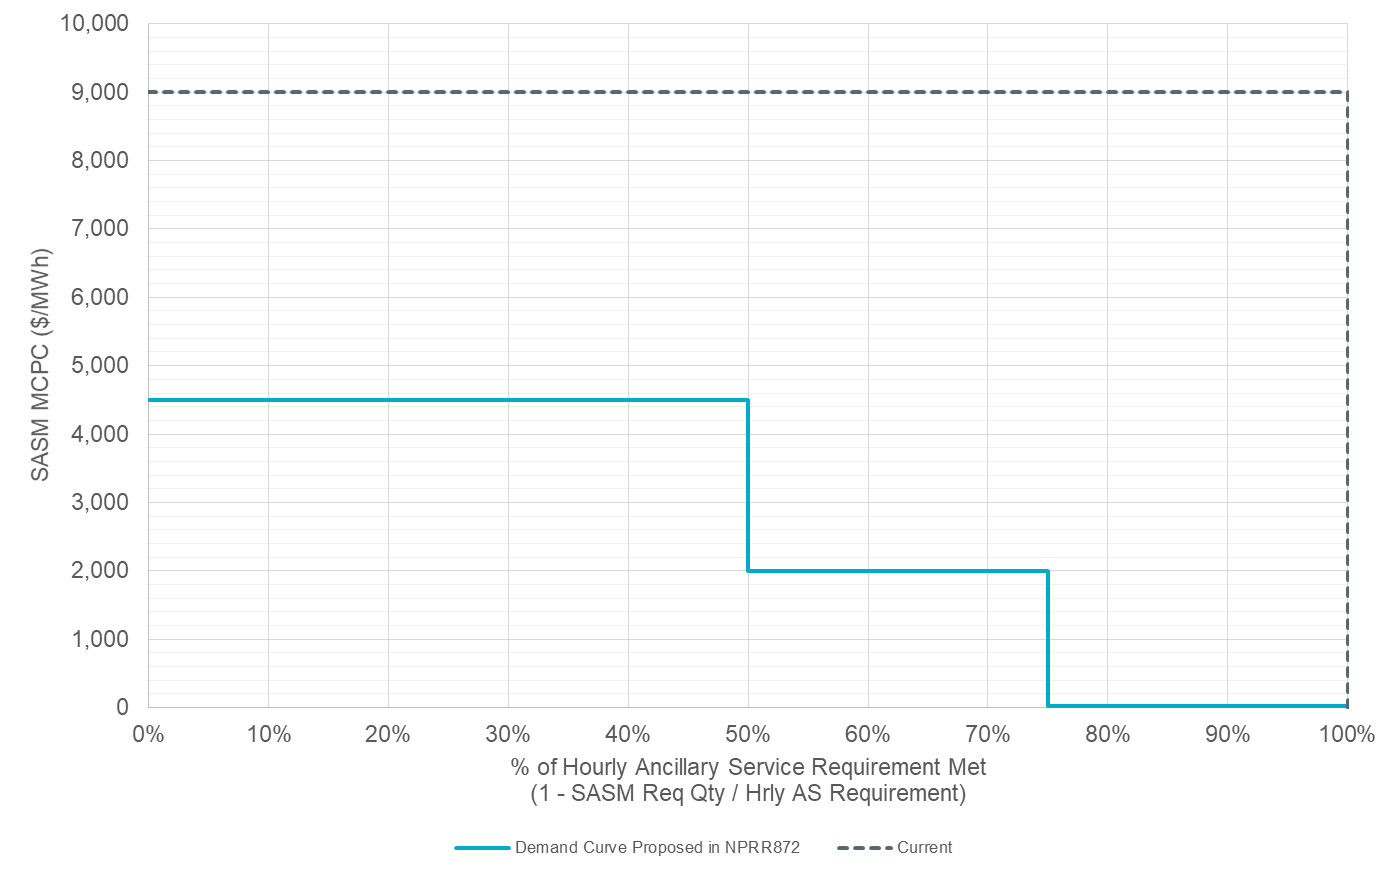 10,000
9,000
8,000
7,000
6,000
5,000
4,000
3,000
2,000
1,000
0
SASM MCPC ($/MWh)
0% 10% 20% 30% 40% 50% 60% 70% 80% 90% 100%
% of Hourly Ancillary Service Requirement Met
(1 - SASM Req Qty / Hrly AS Requirement)
Demand Curve Proposed in NPRR872 Current